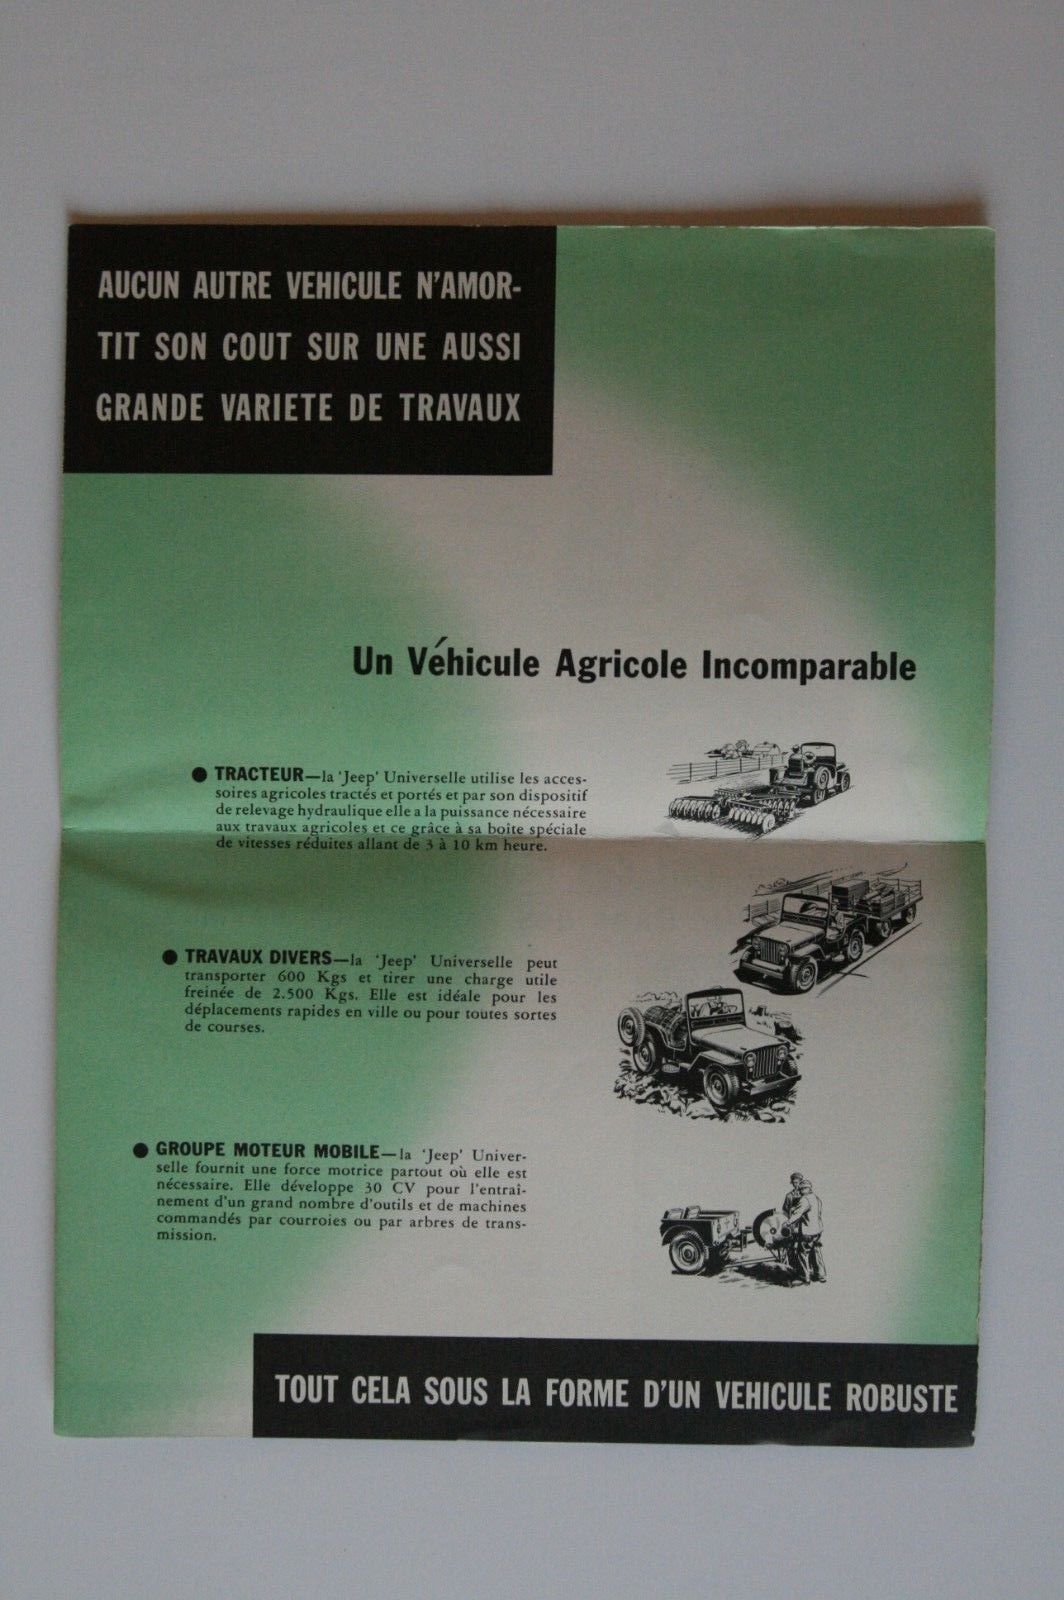 AUCUN AUTRE VEHICULE N'AMOR-
TIT SON COUT SUR UNE AUSSI
GRANDE VARIETE DE TRAVAUX
Un Véhicule Agricole Incomparable
● TRACTEUR—la 'Jeep' Universelle utilise les acces-
soires agricoles tractés et portés et par son dispositif
de relevage hydraulique elle a la puissance nécessaire
aux travaux agricoles et ce grâce à sa boite spéciale
de vitesses réduites allant de 3 à 10 km heure.
● TRAVAUX DIVERS—la 'Jeep' Universelle peut
transporter 600 Kgs et tirer une charge utile
freinée de 2.500 Kgs. Elle est idéale pour les
déplacements rapides en ville ou pour toutes sortes
de courses.
● GROUPE MOTEUR MOBILE—la 'Jeep' Univer-
selle fournit une force motrice partout où elle est
nécessaire. Elle développe 30 CV pour l'entraî-
nement d'un grand nombre d'outils et de machines
commandés par courroies ou par arbres de trans-
mission.
TOUT CELA SOUS LA FORME D'UN VEHICULE ROBUSTE